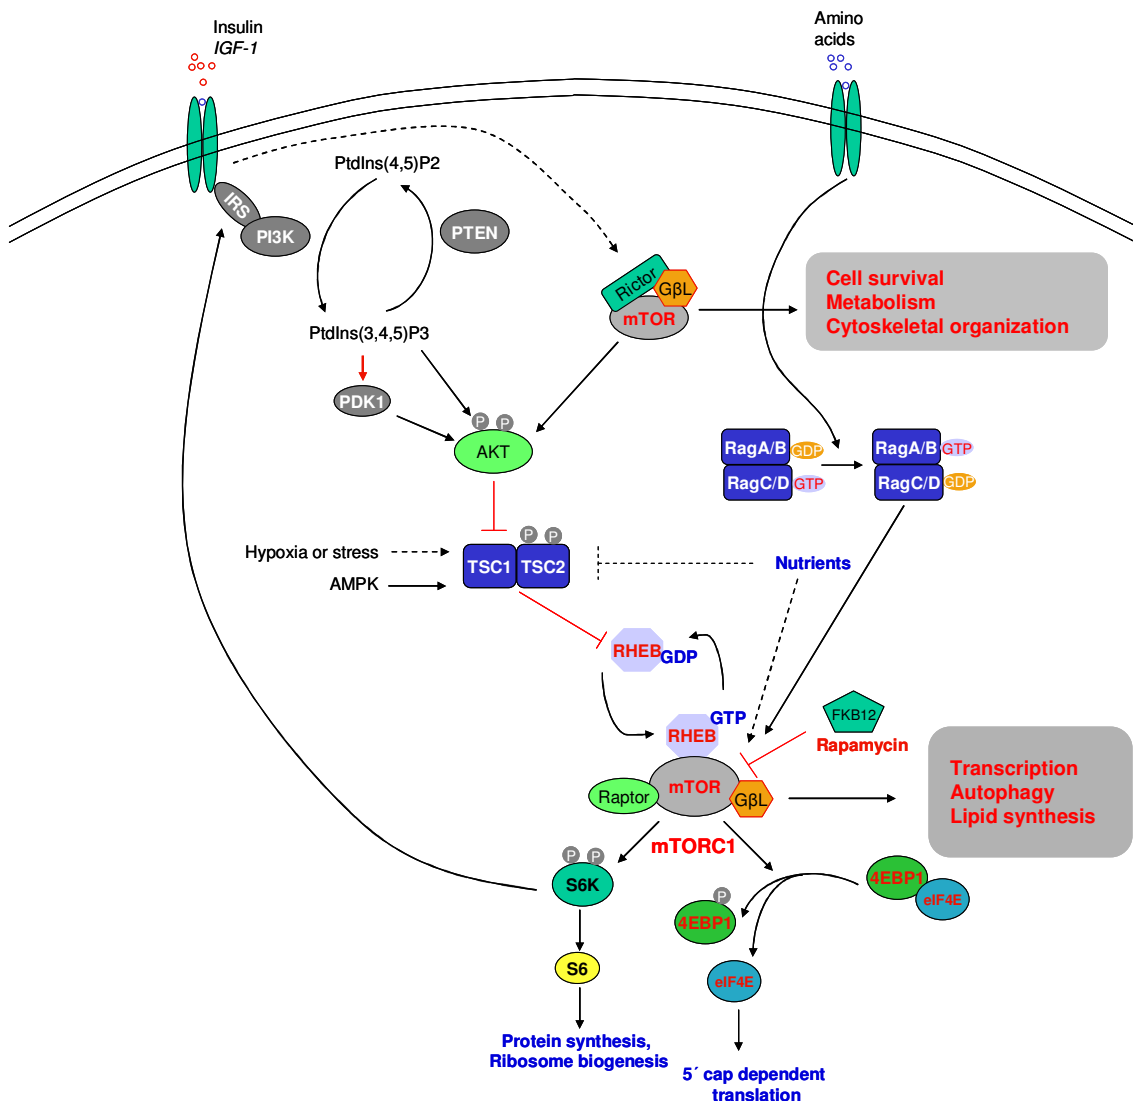 Insulin
IGF-1
Amino
acids
PtdIns(4,5)P2
IRS
PI3K
PTEN
Rictor
GβL
mTOR
Cell survival
Metabolism
Cytoskeletal organization
PtdIns(3,4,5)P3
PDK1
P
P
AKT
RagA/B
GDP
RagC/D
GTP
RagA/B
GTP
RagC/D
GDP
P
P
Hypoxia or stress
AMPK
TSC1
TSC2
Nutrients
RHEB
GDP
GTP
RHEB
FKB12
Rapamycin
mTOR
Raptor
GβL
Transcription
Autophagy
Lipid synthesis
mTORC1
P
P
S6K
4EBP1
eIF4E
P
4EBP1
S6
eIF4E
Protein synthesis,
Ribosome biogenesis
5´ cap dependent
translation